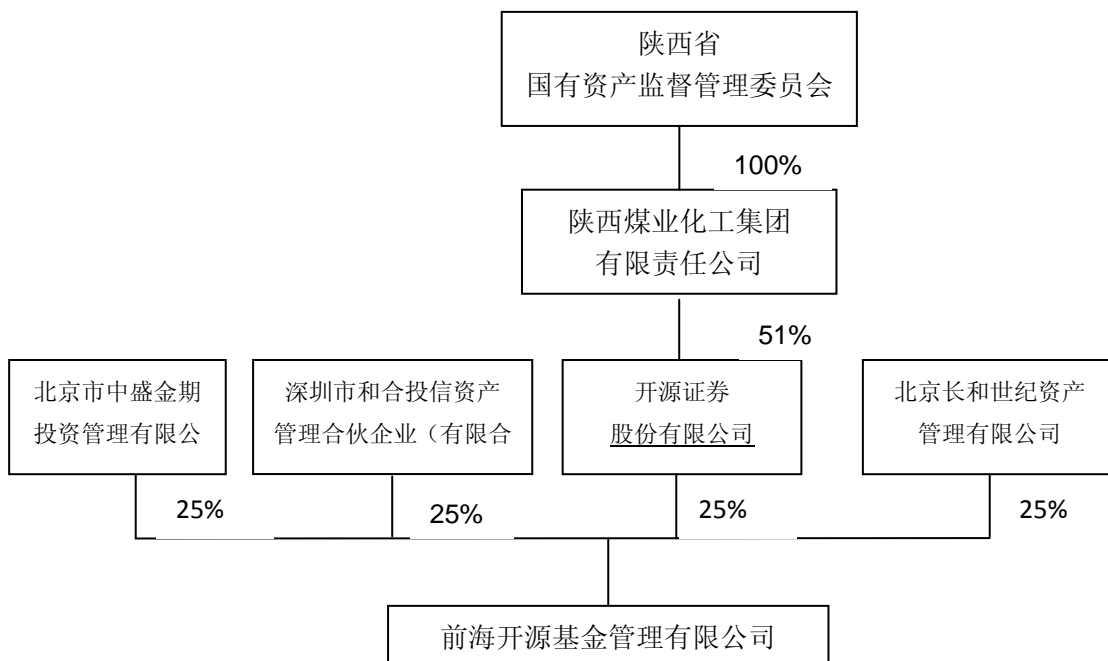 陕西省
国有资产监督管理委员会
100%
陕西煤业化工集团
有限责任公司
51%
北京市中盛金期
投资管理有限公
深圳市和合投信资产
管理合伙企业（有限合
开源证券
股份有限公司
北京长和世纪资产
管理有限公司
25%
25%
25%
25%
前海开源基金管理有限公司